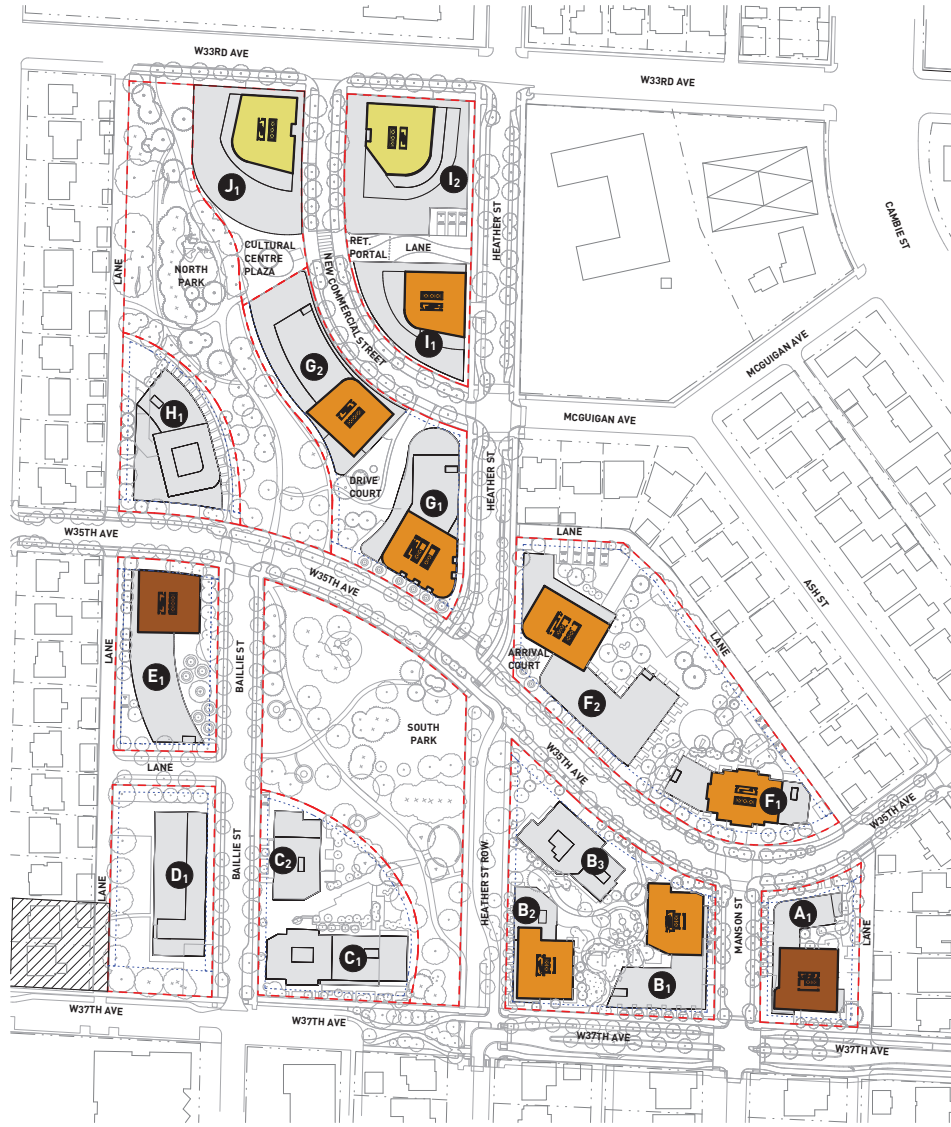 W33RD AVE
W33RD AVE
J1
I2
HEATHER ST
CAMBIE ST
CULTURAL
CENTRE
PLAZA
RET.
PORTAL
LANE
NORTH
PARK
LANE
NEW COMMERCIAL STREET
I1
MCGUIGAN AVE
G2
H1
MCGUIGAN AVE
DRIVE
COURT
HEATHER ST
G1
W35TH AVE
LANE
W35TH AVE
ASH ST
LANE
LANE
BAILLIE ST
ARRIVAL
COURT
E1
F2
SOUTH
PARK
W35TH AVE
LANE
F1
W35TH AVE
BAILLIE ST
C2
B3
D1
LANE
HEATHER ST ROW
B2
MANSON ST
A1
LANE
C1
B1
W37TH AVE
W37TH AVE
W37TH AVE
W37TH AVE